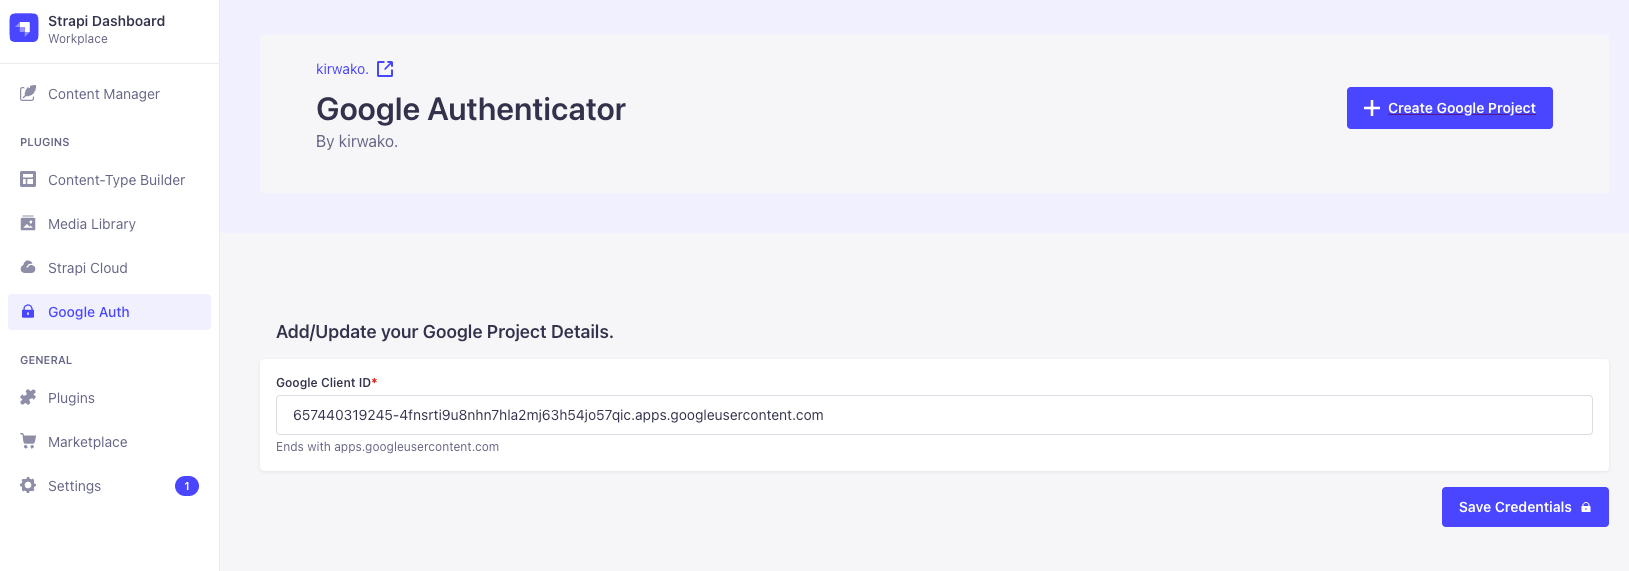 Strapi Dashboard
Workplace
Content Manager
PLUGINS
Content-Type Builder
Media Library
Strapi Cloud
Google Auth
GENERAL
Plugins
Marketplace
Settings 1
kirwako.
Google Authenticator
By kirwako.
Create Google Project
Add/Update your Google Project Details.
Google Client ID*
657440319245-4fnsrti9u8nhn7hla2mj63h54jo57qic.apps.googleusercontent.com
Ends with apps.googleusercontent.com
Save Credentials